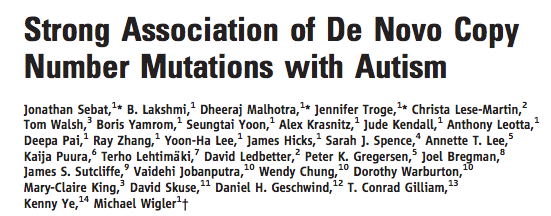 Strong Association of De Novo Copy
Number Mutations with Autism
Jonathan Sebat,¹* B. Lakshmi,¹ Dheeraj Malhotra,¹* Jennifer Troge,¹* Christa Lese-Martin,²
Tom Walsh,³ Boris Yamrom,¹ Seungtai Yoon,¹ Alex Krasnitz,¹ Jude Kendall,¹ Anthony Leotta,¹
Deepa Pai,¹ Ray Zhang,¹ Yoon-Ha Lee,¹ James Hicks,¹ Sarah J. Spence,⁴ Annette T. Lee,⁵
Kaija Puura,⁶ Terho Lehtimäki,⁷ David Ledbetter,² Peter K. Gregersen,⁵ Joel Bregman,⁸
James S. Sutcliffe,⁹ Vaidehi Jobanputra,¹⁰ Wendy Chung,¹⁰ Dorothy Warburton,¹⁰
Mary-Claire King,³ David Skuse,¹¹ Daniel H. Geschwind,¹² T. Conrad Gilliam,¹³
Kenny Ye,¹⁴ Michael Wigler¹†